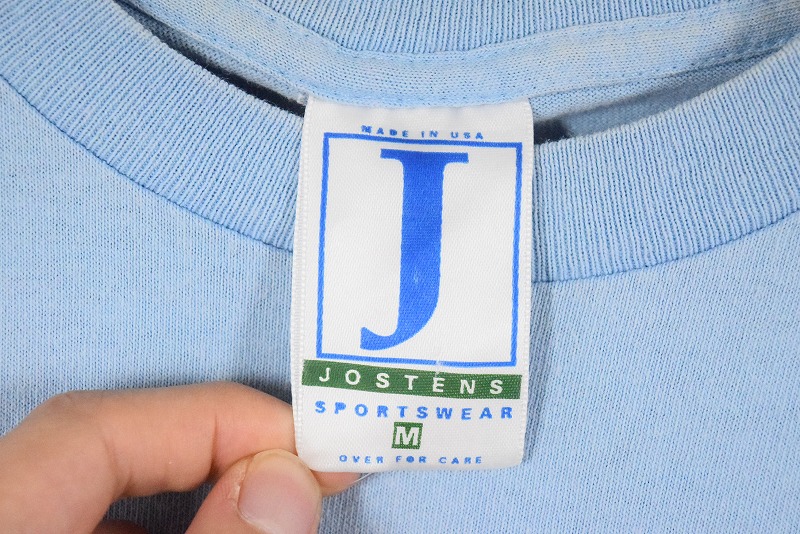 MADE IN USA
J
JOSTENS
SPORTSWEAR
M
OVER FOR CARE